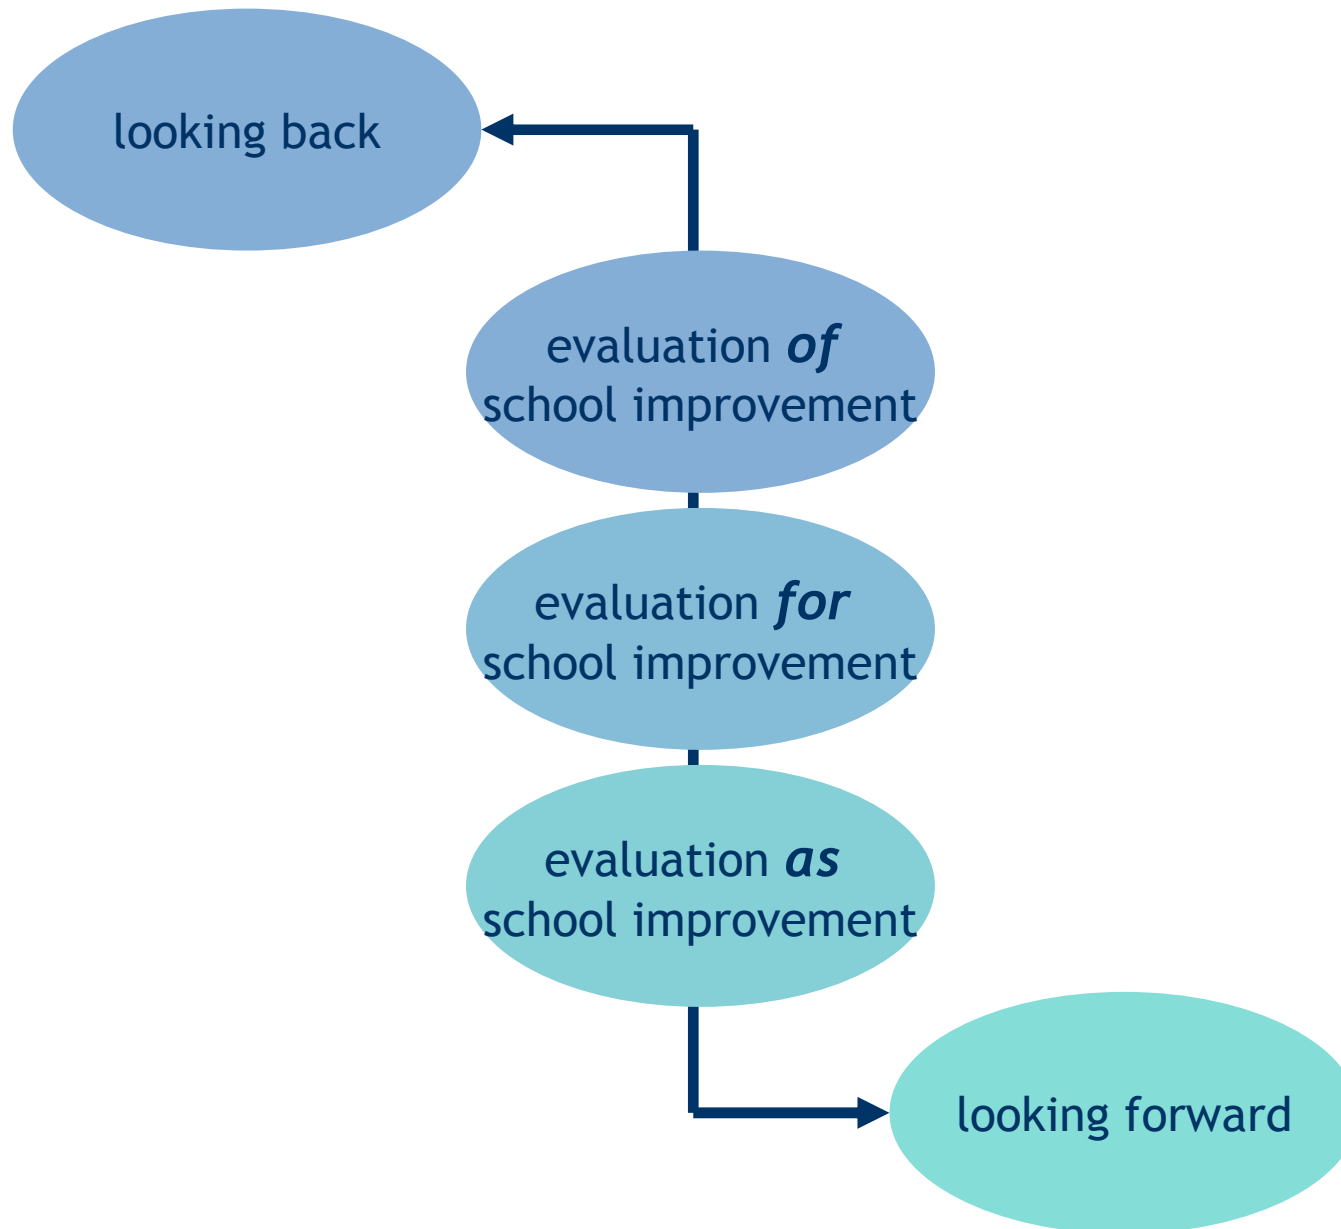 looking back
evaluation of
school improvement
evaluation for
school improvement
evaluation as
school improvement
looking forward